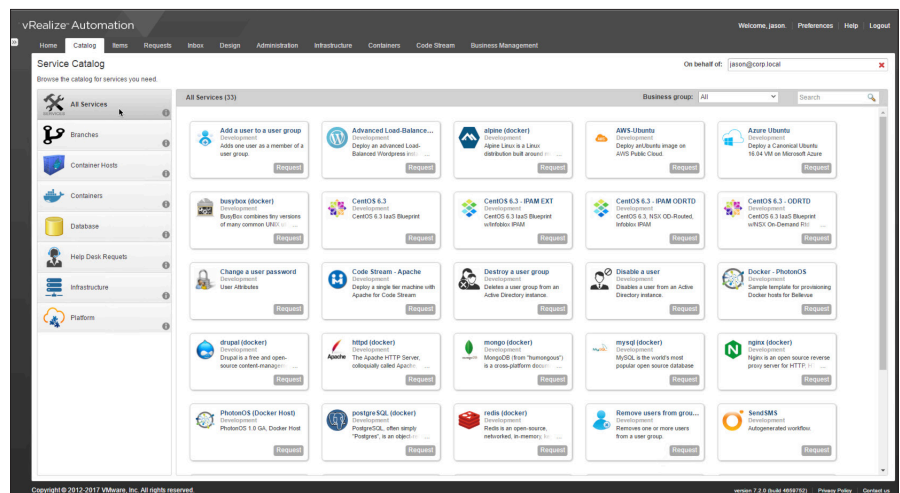 vRealize™ Automation
Welcome, jason. Preferences Help Logout
Home Catalog Items Requests Inbox Design Administration Infrastructure Containers Code Stream Business Management
Service Catalog
On behalf of: jason@corp.local
Browse the catalog for services you need.
All Services
Branches
Container Hosts
Containers
Database
Help Desk Requets
Infrastructure
Platform
All Services (33)
Business group: All
Search
Add a user to a user group
Development
Adds one user as a member of a
user group.
Request
Advanced Load-Balance...
Development
Deploy an advanced Load-
Balanced Wordpress ...
Request
alpine (docker)
Development
Alpine Linux is a Linux
distribution built around ...
Request
AWS-Ubuntu
Development
Deploy anUbuntu image on
AWS Public Cloud.
Request
Azure Ubuntu
Development
Deploy a Canonical Ubuntu
16.04 VM on Microsoft Azure
Request
busybox (docker)
Development
BusyBox combines tiny versions
of many common UNIX ...
Request
CentOS 6.3
Development
CentOS 6.3 IaaS Blueprint
Request
CentOS 6.3 - IPAM EXT
Development
CentOS 6.3 IaaS Blueprint
w/Infoblox IPAM
Request
CentOS 6.3 - IPAM ODRTD
Development
CentOS 6.3, NSX OD-Routed,
Infoblox IPAM
Request
CentOS 6.3 - ODRTD
Development
CentOS 6.3 IaaS Blueprint
w/NSX On-Demand ...
Request
Change a user password
Development
User Attributes
Request
Code Stream - Apache
Development
Deploy a single tier machine with
Apache for Code Stream
Request
Destroy a user group
Development
Deletes a user group from an
Active Directory instance.
Request
Disable a user
Development
Disables a user from an Active
Directory instance.
Request
Docker - PhotonOS
Development
Sample template for provisioning
Docker hosts for Bellevue
Request
drupal (docker)
Development
Drupal is a free and open-
source content-managem ...
Request
Apache
httpd (docker)
Development
The Apache HTTP Server,
colloquially called Apache ...
Request
mongo (docker)
Development
MongoDB (from "humongous")
is a cross-platform docum ...
Request
mysql (docker)
Development
MySQL is the world's most
popular open source database
Request
nginx (docker)
Development
Nginx is an open source reverse
proxy server for HTTP, ...
Request
PhotonOS (Docker Host)
Development
PhotonOS 1.0 GA, Docker Host
Request
postgreSQL (docker)
Development
PostgreSQL, often simply
"Postgres", is an object-r ...
Request
redis (docker)
Development
Redis is an open-source,
networked, in-memory, ...
Request
Remove users from grou...
Development
Removes one or more users
from a user group.
Request
SendSMS
Development
Autogenerated workflow
Request
Copyright © 2012-2017 VMware, Inc. All rights reserved.
version 7.2.0 (build 4659752) Privacy Policy Contact us